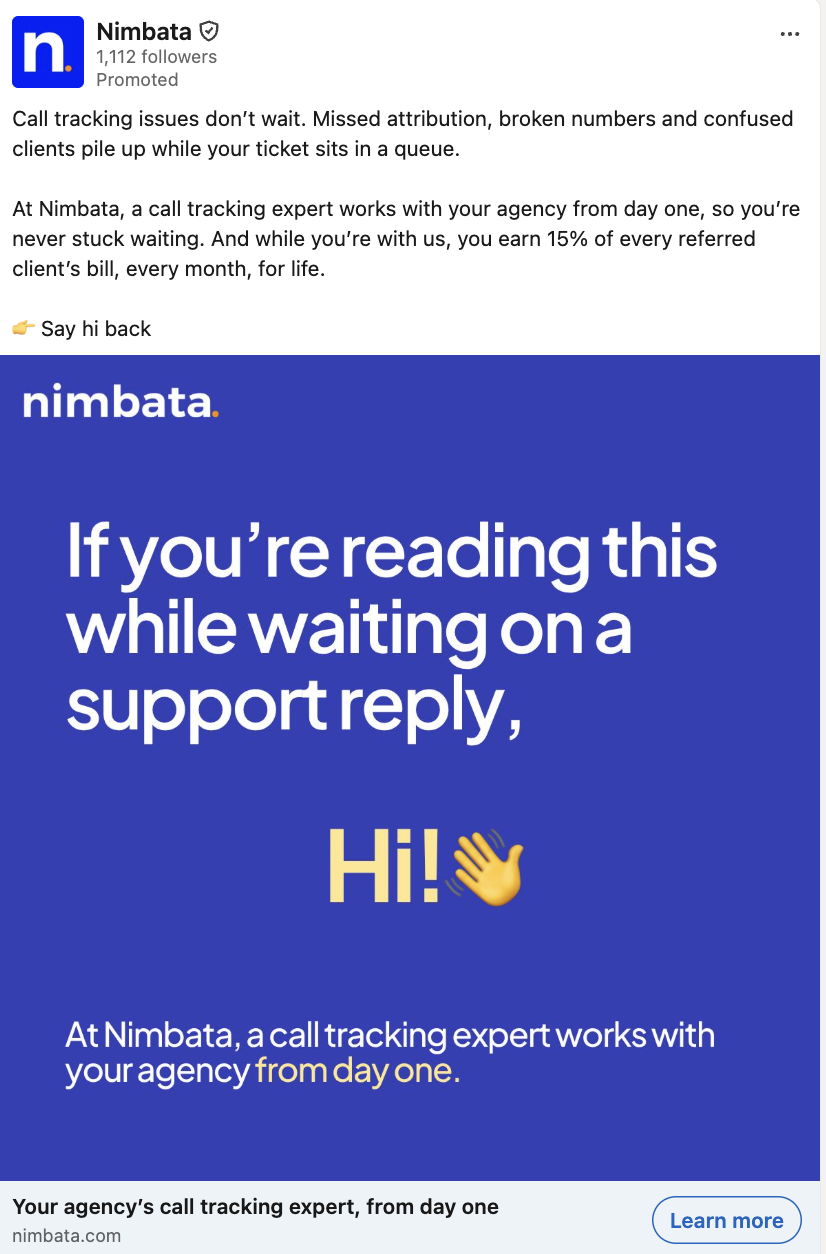 n.
Nimbata
1,112 followers
Promoted
Call tracking issues don’t wait. Missed attribution, broken numbers and confused
clients pile up while your ticket sits in a queue.
At Nimbata, a call tracking expert works with your agency from day one, so you’re
never stuck waiting. And while you’re with us, you earn 15% of every referred
client’s bill, every month, for life.
👉 Say hi back
nimbata.
If you’re reading this
while waiting on a
support reply,
Hi!👋
At Nimbata, a call tracking expert works with
your agency from day one.
Your agency’s call tracking expert, from day one
nimbata.com
Learn more